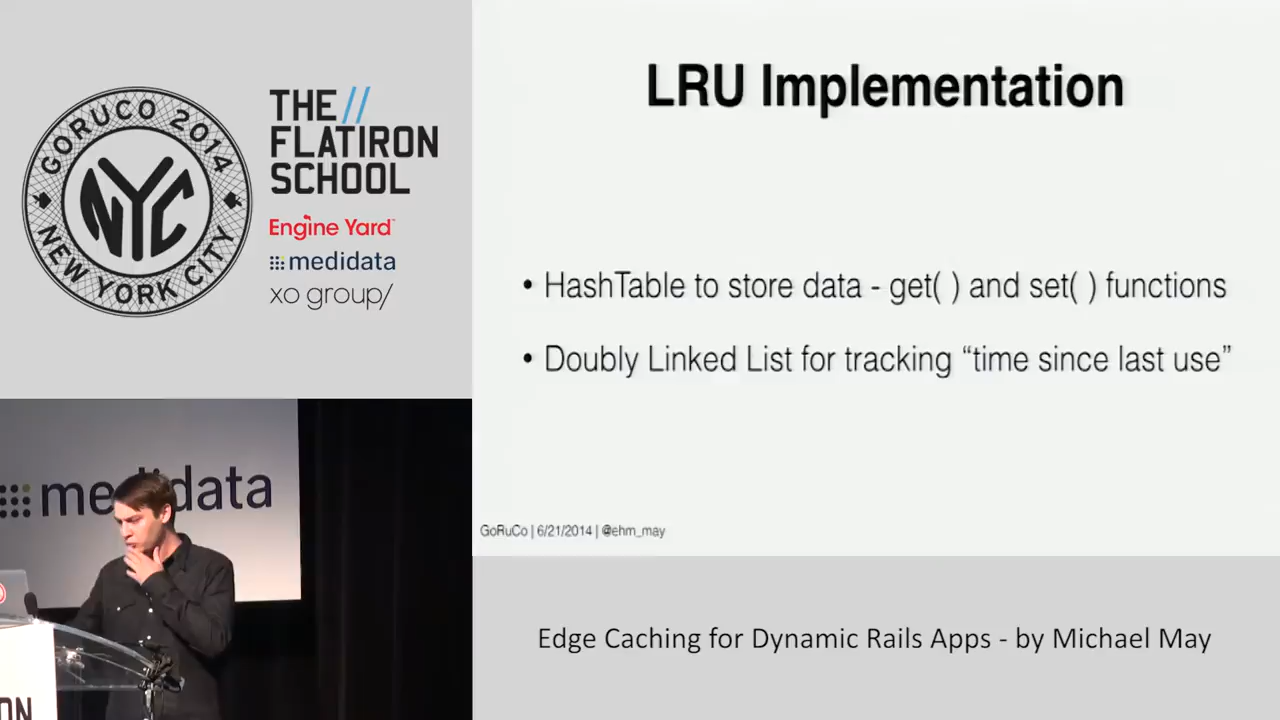 GORUCO 2014
NYC
NEW YORK CITY
THE//
FLATIRON
SCHOOL
Engine Yard
medidata
xo group/
LRU Implementation
• HashTable to store data - get( ) and set( ) functions
• Doubly Linked List for tracking “time since last use”
GoRuCo | 6/21/2014 | @ehm_may
medidata
ON
Edge Caching for Dynamic Rails Apps - by Michael May